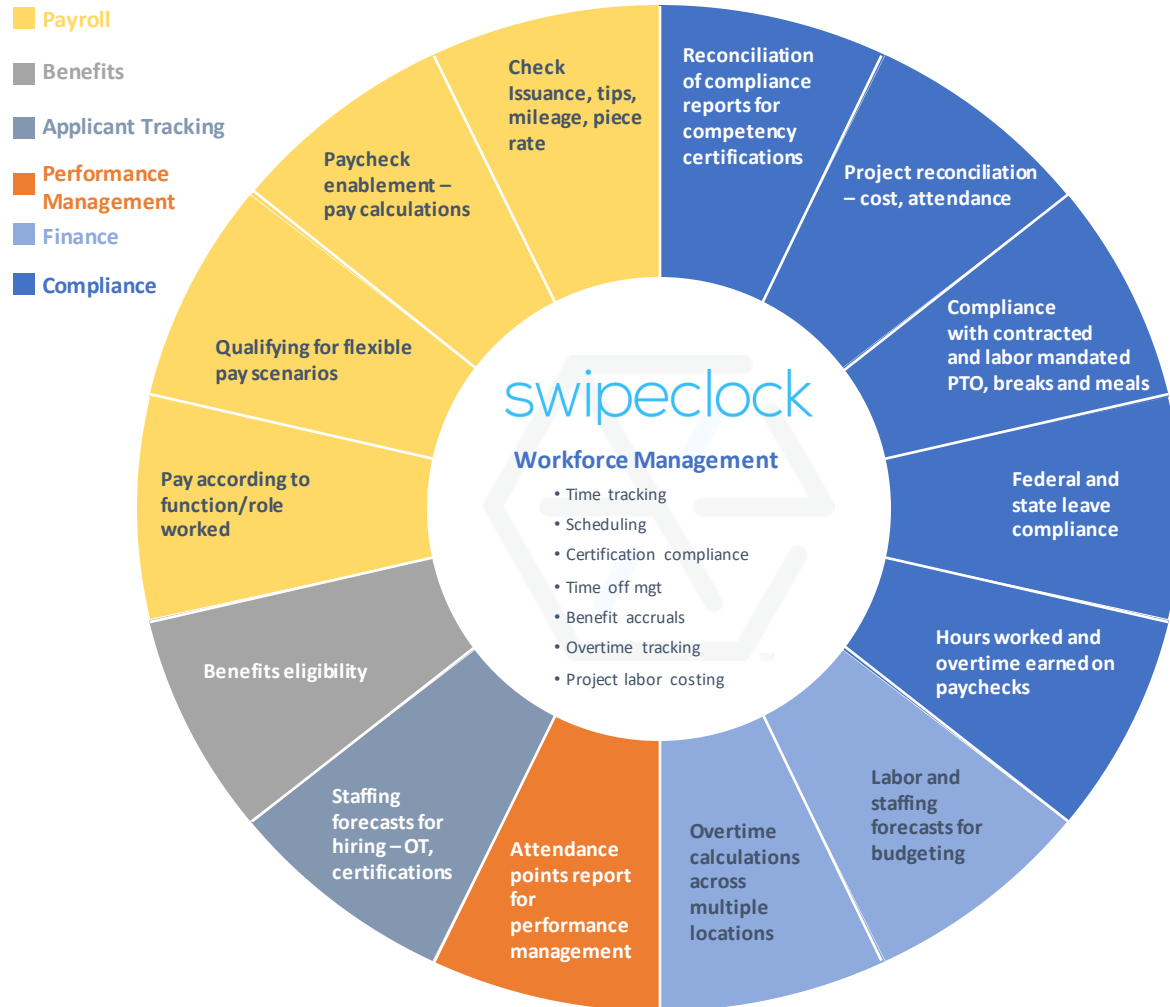 Payroll
Benefits
Applicant Tracking
Performance
Management
Finance
Compliance
Check
Issuance, tips,
mileage, piece
rate
Reconciliation
of compliance
reports for
competency
certifications
Paycheck
enablement –
pay calculations
Project reconciliation
– cost, attendance
Qualifying for flexible
pay scenarios
Compliance
with contracted
and labor mandated
PTO, breaks and meals
Pay according to
function/role
worked
Federal and
state leave
compliance
Benefits eligibility
Hours worked and
overtime earned on
paychecks
Staffing
forecasts for
hiring – OT,
certifications
Attendance
points report
for
performance
management
Overtime
calculations
across
multiple
locations
Labor and
staffing
forecasts for
budgeting
swipeclock
Workforce Management
• Time tracking
• Scheduling
• Certification compliance
• Time off mgt
• Benefit accruals
• Overtime tracking
• Project labor costing
™